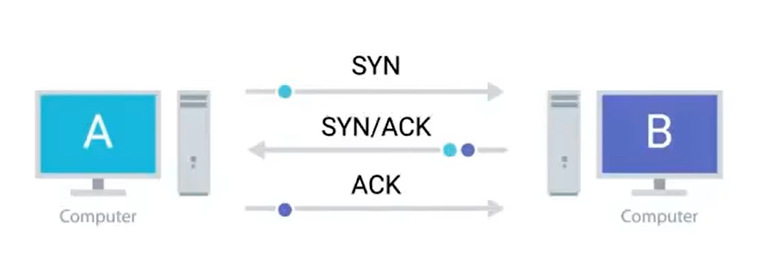 SYN
A
SYN/ACK
B
ACK
Computer
Computer